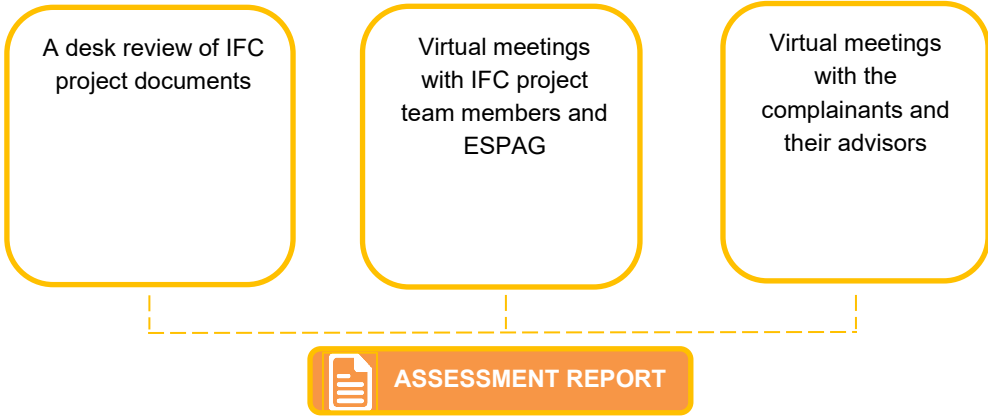 A desk review of IFC
project documents
Virtual meetings
with IFC project
team members and
ESPAG
Virtual meetings
with the
complainants and
their advisors
ASSESSMENT REPORT